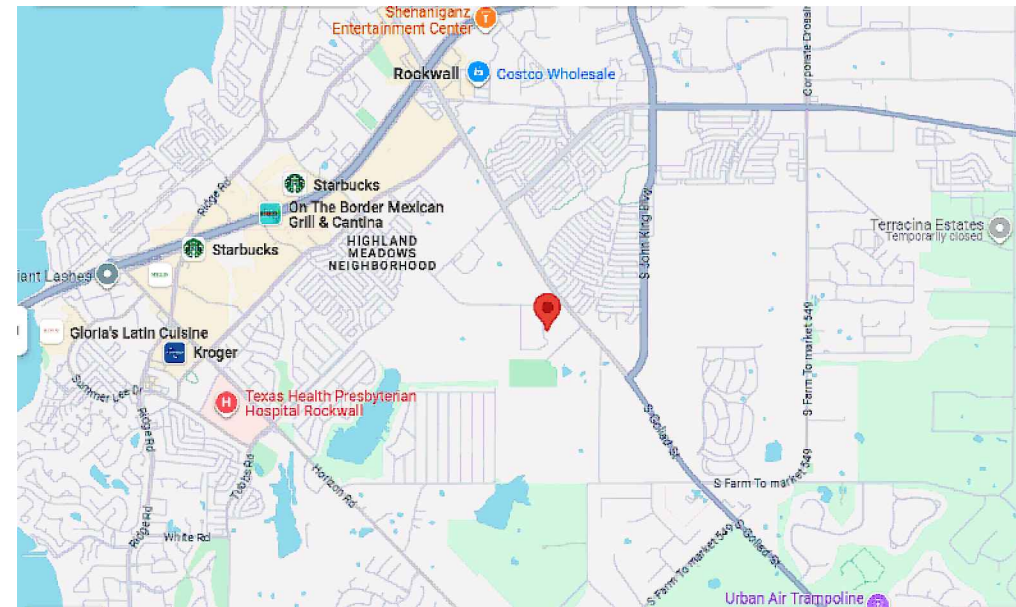 Shenaniganz
Entertainment Center
Rockwall
Costco Wholesale
Ridge Rd
Starbucks
On The Border Mexican
Grill & Cantina
HIGHLAND
MEADOWS
NEIGHBORHOOD
Starbucks
iant Lashes
S John King Blvd
Corporate Crossin
Terracina Estates
Temporarily closed
Gloria's Latin Cuisine
Kroger
Summer Lee Dr
Texas Health Presbyterian
Hospital Rockwall
Ridge Rd
Tubbs Rd
Horizon Rd
Ridge Rd
White Rd
S Goliad St
S Farm To market 549
S Farm To market 549
S Farm To market 549
S Goliad St
Urban Air Trampoline